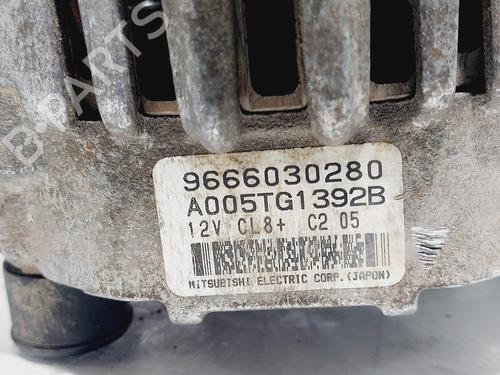 B-PARTS
9666030280
A005TG1392B
12V CL8+ C2 05
MITSUBISHI ELECTRIC CORP.(JAPON)